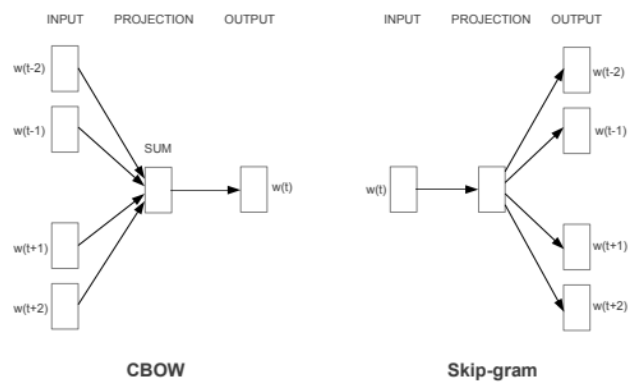 INPUT PROJECTION OUTPUT
w(t-2)
w(t-1)
SUM
w(t)
w(t+1)
w(t+2)
CBOW
INPUT PROJECTION OUTPUT
w(t-2)
w(t-1)
w(t)
w(t+1)
w(t+2)
Skip-gram